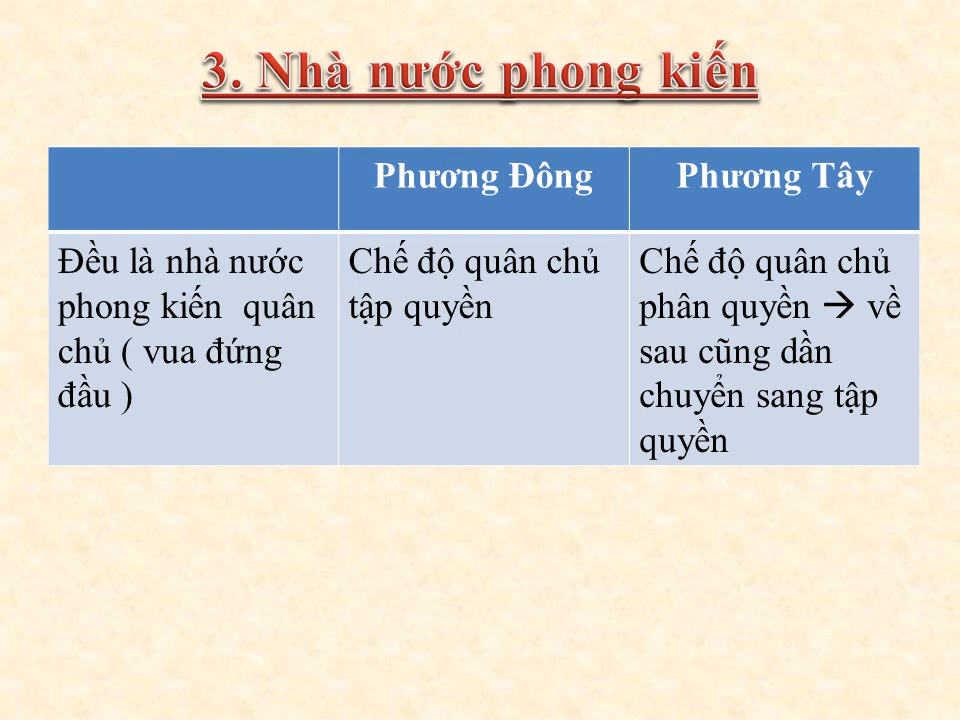 3. Nhà nước phong kiến
Phương Đông
Phương Tây
Đều là nhà nước
phong kiến quân
chủ ( vua đứng
đầu )
Chế độ quân chủ
tập quyền
Chế độ quân chủ
phân quyền → về
sau cũng dần
chuyển sang tập
quyền